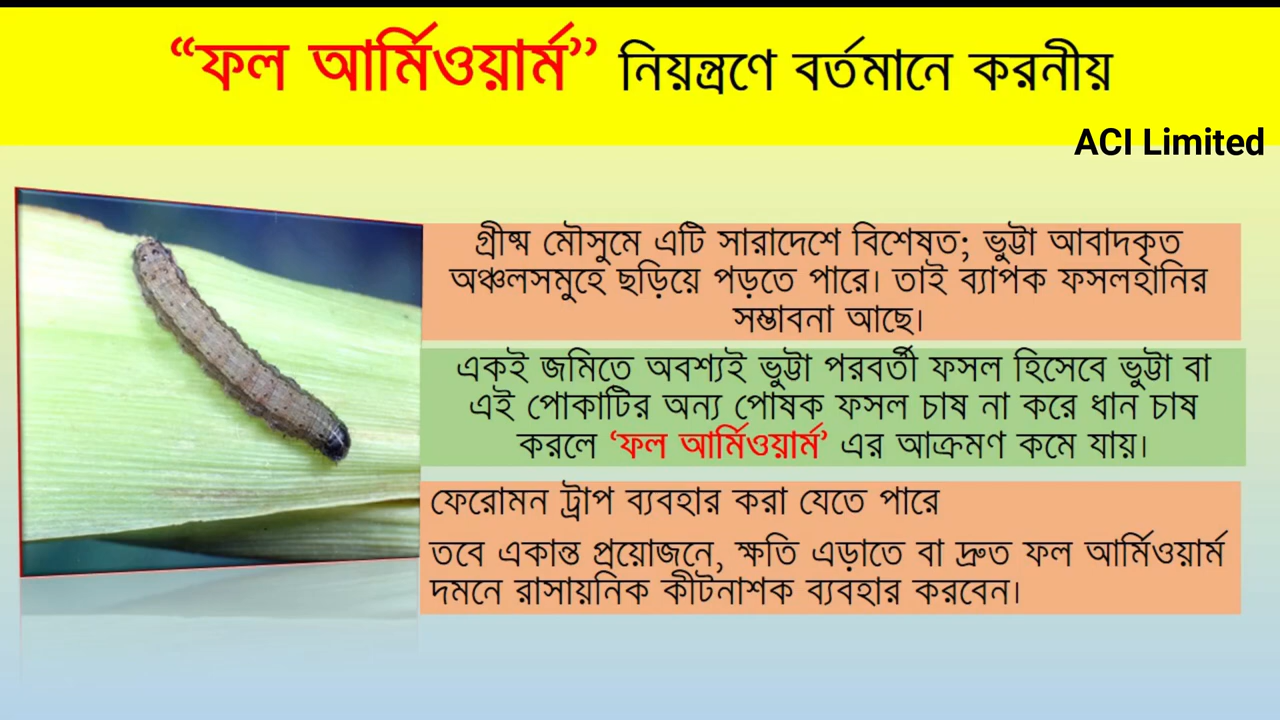 “ফল আর্মিওয়ার্ম” নিয়ন্ত্রণে বর্তমানে করনীয়
ACI Limited
গ্রীষ্ম মৌসুমে এটি সারাদেশে বিশেষত; ভুট্টা আবাদকৃত
অঞ্চলসমুহে ছড়িয়ে পড়তে পারে। তাই ব্যাপক ফসলহানির
সম্ভাবনা আছে।
একই জমিতে অবশ্যই ভুট্টা পরবর্তী ফসল হিসেবে ভুট্টা বা
এই পোকাটির অন্য পোষক ফসল চাষ না করে ধান চাষ
করলে ‘ফল আর্মিওয়ার্ম’ এর আক্রমণ কমে যায়।
ফেরোমন ট্রাপ ব্যবহার করা যেতে পারে
তবে একান্ত প্রয়োজনে, ক্ষতি এড়াতে বা দ্রুত ফল আর্মিওয়ার্ম
দমনে রাসায়নিক কীটনাশক ব্যবহার করবেন।